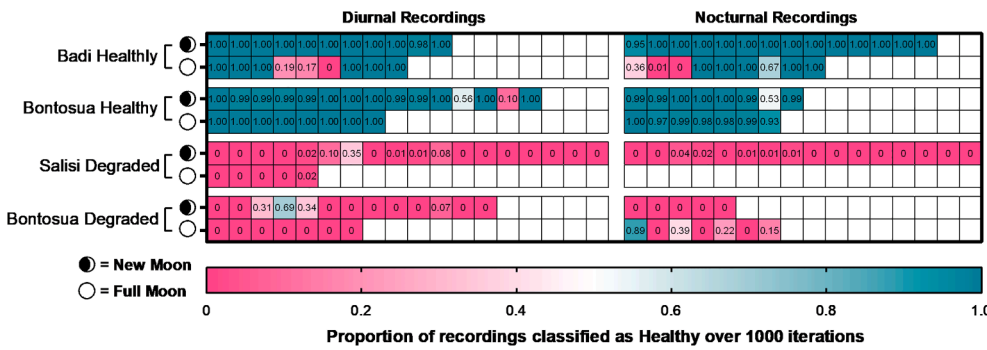 Diurnal Recordings Nocturnal Recordings
Badi Healthly
1.00 1.00 1.00 1.00 1.00 1.00 1.00 1.00 1.00 0.98 1.00 0.95 1.00 1.00 1.00 1.00 1.00 1.00 1.00 1.00 1.00 1.00 1.00 1.00 1.00
1.00 1.00 1.00 0.19 0.17 0 1.00 1.00 1.00 0.36 0.01 0 1.00 1.00 1.00 0.67 1.00 1.00
Bontosua Healthy
1.00 0.99 0.99 0.99 0.99 1.00 1.00 1.00 0.99 0.99 1.00 0.56 1.00 0.10 1.00 0.99 0.99 1.00 1.00 1.00 0.99 0.53 0.99
1.00 1.00 1.00 1.00 1.00 1.00 1.00 1.00 1.00 0.97 0.99 0.98 0.98 0.99 0.93
Salisi Degraded
0 0 0 0 0.02 0.10 0.35 0 0.01 0.01 0.08 0 0 0 0 0 0 0 0 0 0.04 0.02 0 0.01 0.01 0.01 0 0 0 0 0 0 0 0
0 0 0 0 0.02
Bontosua Degraded
0 0 0.31 0.69 0.34 0 0 0 0 0 0.07 0 0 0 0 0 0 0
0 0 0 0 0 0 0 0.89 0 0.39 0 0.22 0 0.15
= New Moon
= Full Moon
0 0.2 0.4 0.6 0.8 1.0
Proportion of recordings classified as Healthy over 1000 iterations